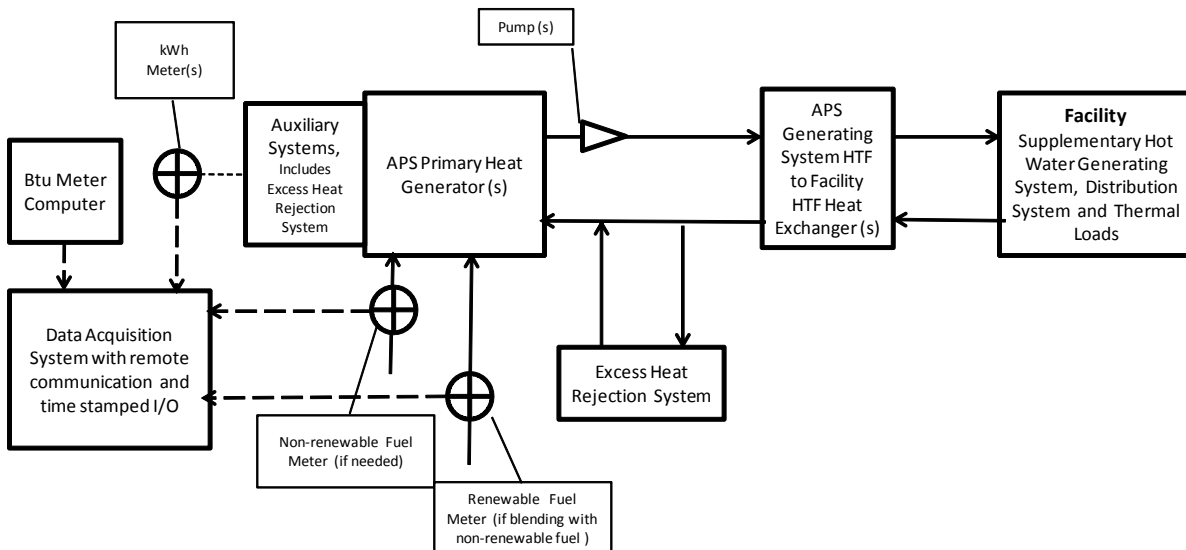 Pump (s)
kWh
Meter(s)
Auxiliary
Systems,
Includes
Excess Heat
Rejection
System
APS Primary Heat
Generator (s)
APS
Generating
System HTF
to Facility
HTF Heat
Exchanger (s)
Facility
Supplementary Hot
Water Generating
System, Distribution
System and Thermal
Loads
Btu Meter
Computer
Data Acquisition
System with remote
communication and
time stamped I/O
Excess Heat
Rejection System
Non-renewable Fuel
Meter (if needed)
Renewable Fuel
Meter (if blending with
non-renewable fuel )